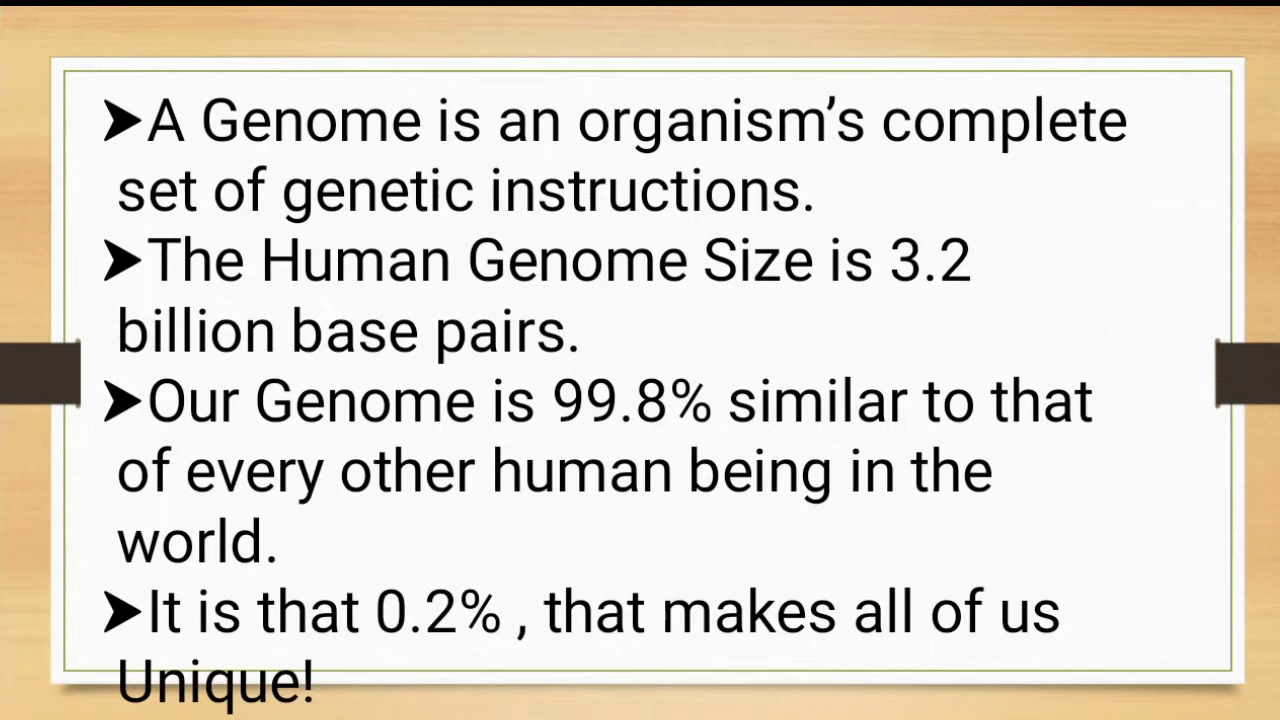 ➤A Genome is an organism’s complete
set of genetic instructions.
➤The Human Genome Size is 3.2
billion base pairs.
➤Our Genome is 99.8% similar to that
of every other human being in the
world.
➤It is that 0.2% , that makes all of us
Unique!